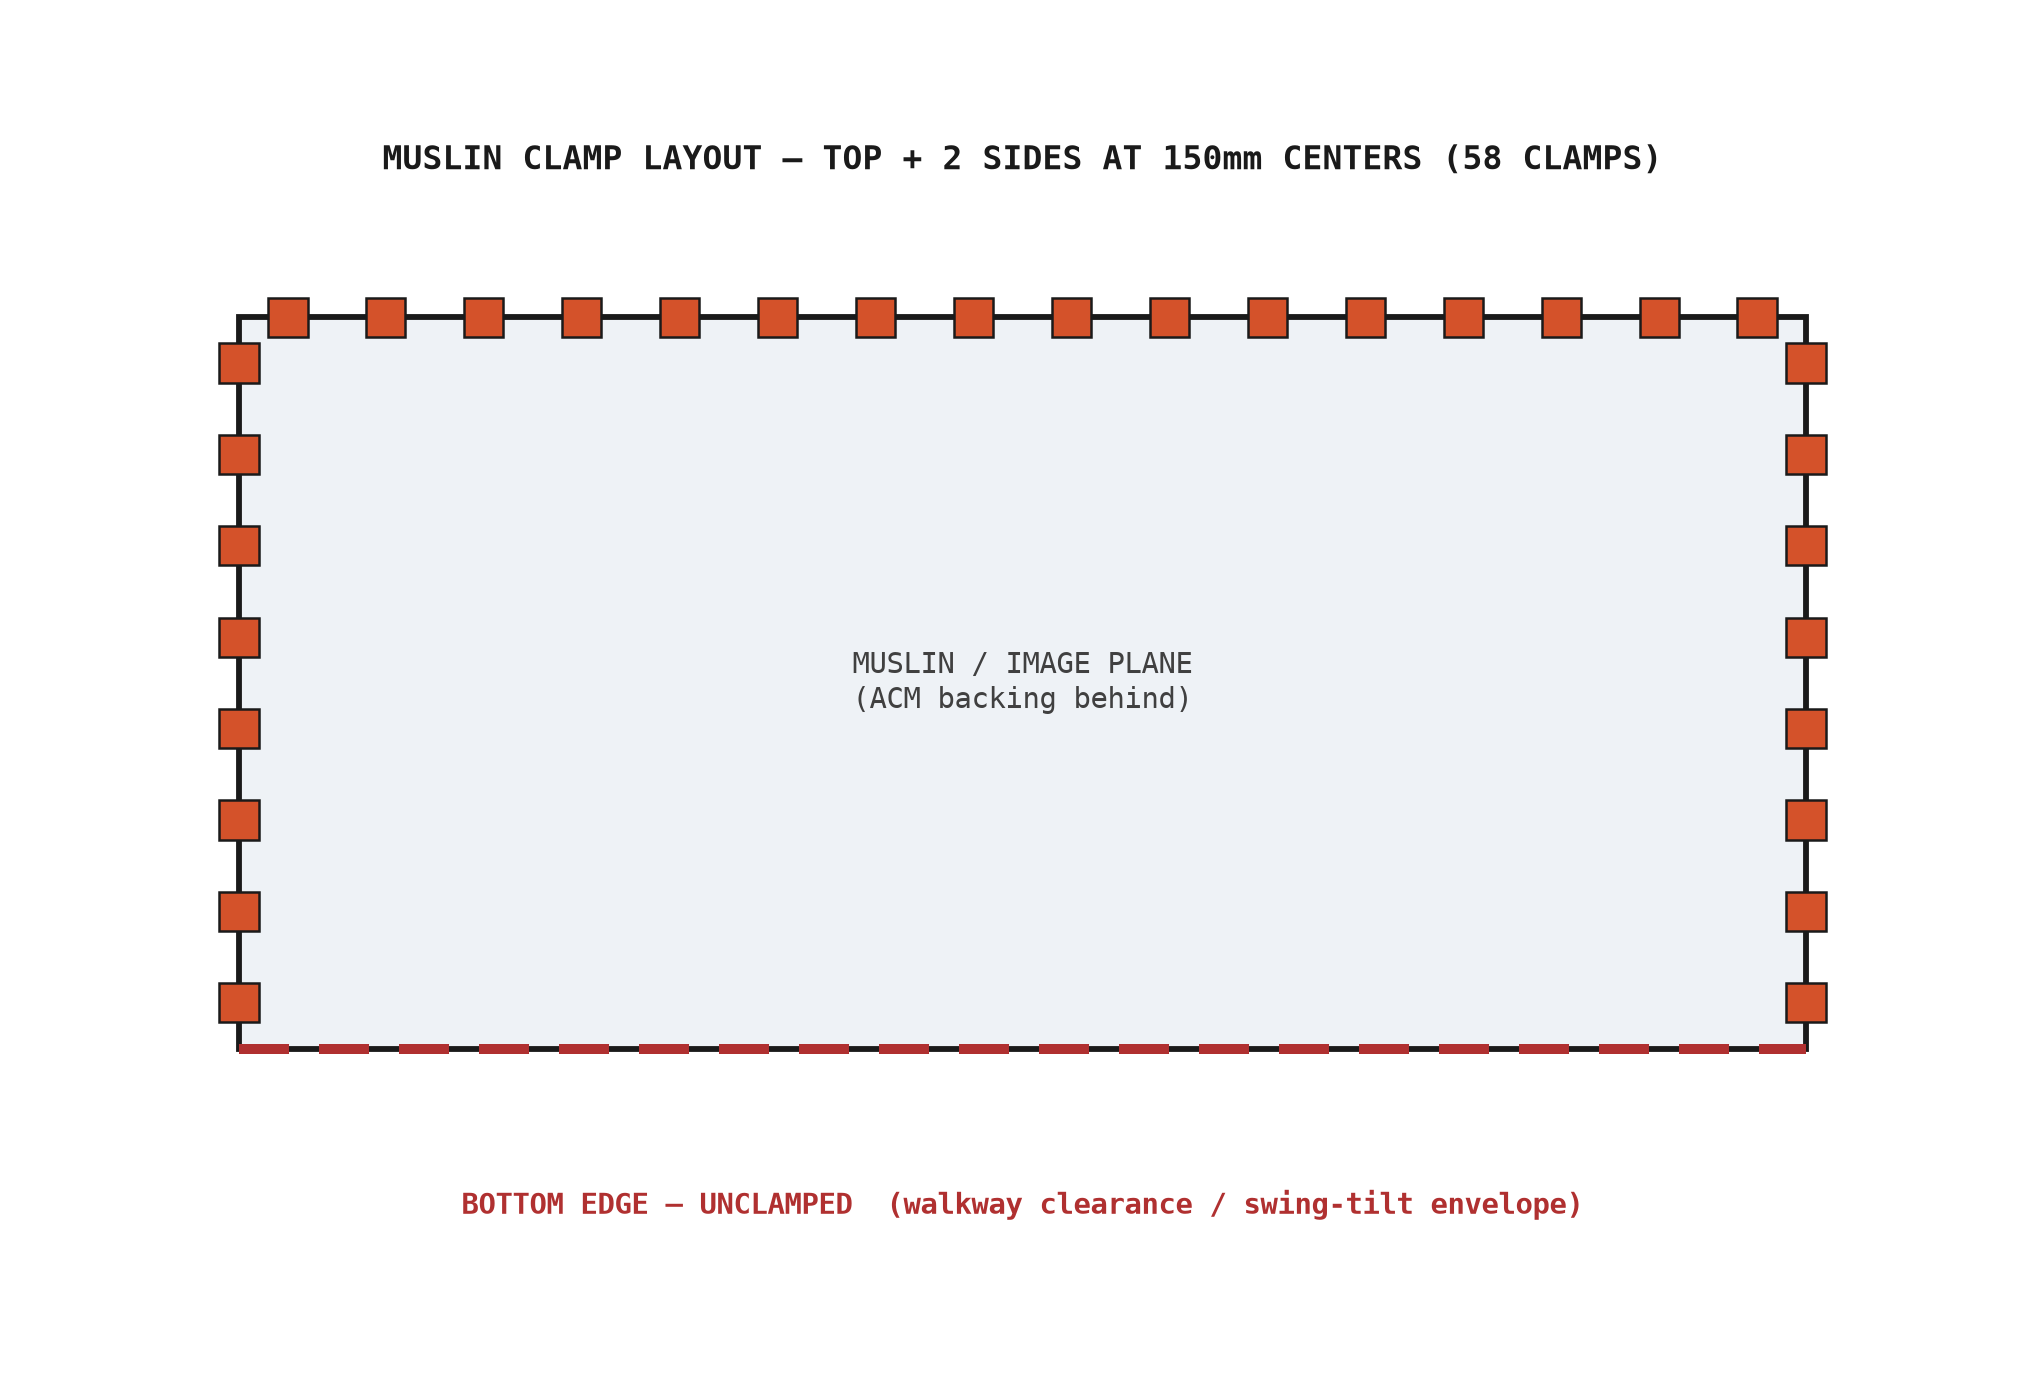 MUSLIN CLAMP LAYOUT — TOP + 2 SIDES AT 150mm CENTERS (58 CLAMPS)
MUSLIN / IMAGE PLANE
(ACM backing behind)
BOTTOM EDGE — UNCLAMPED  (walkway clearance / swing-tilt envelope)